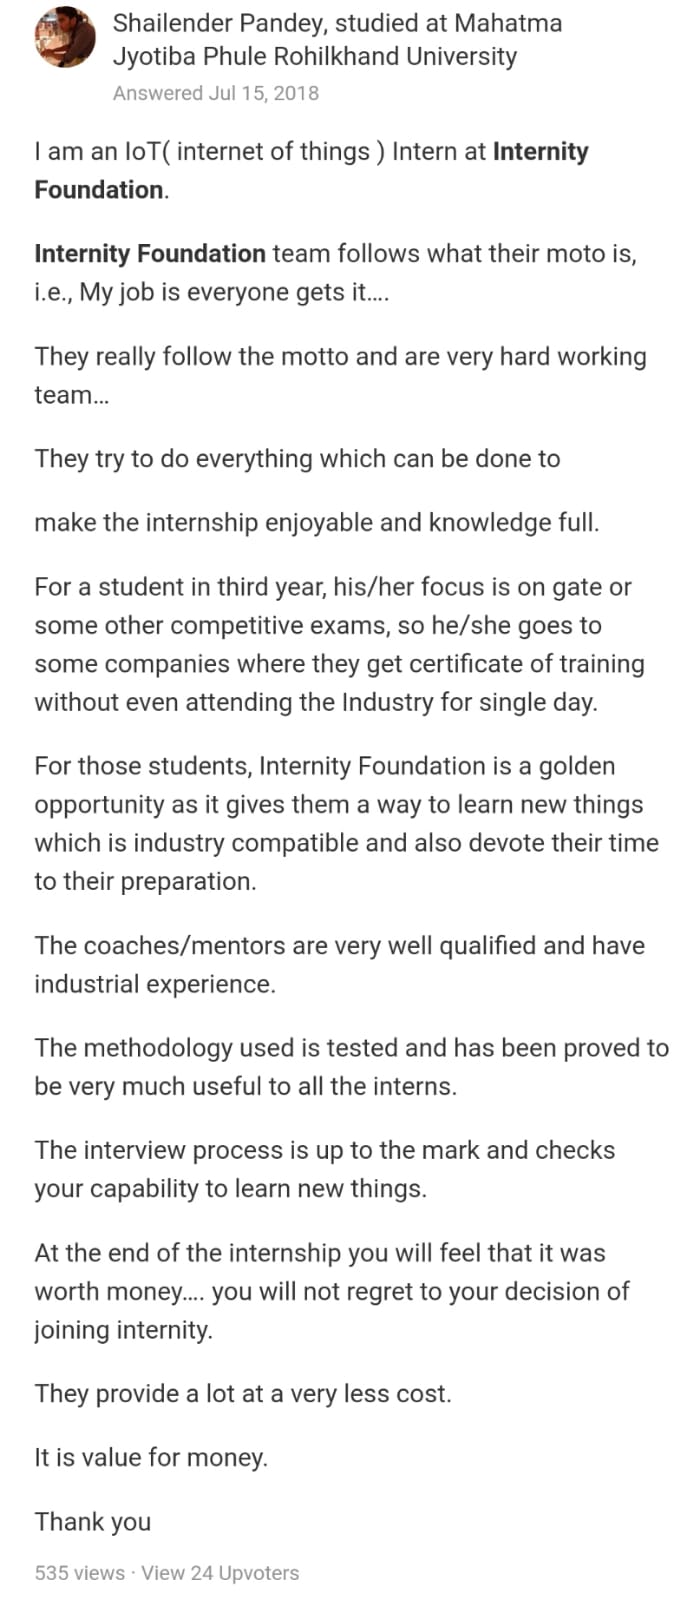 Shailender Pandey, studied at Mahatma
Jyotiba Phule Rohilkhand University
Answered Jul 15, 2018
I am an IoT( internet of things ) Intern at Internity
Foundation.
Internity Foundation team follows what their moto is,
i.e., My job is everyone gets it....
They really follow the motto and are very hard working
team...
They try to do everything which can be done to
make the internship enjoyable and knowledge full.
For a student in third year, his/her focus is on gate or
some other competitive exams, so he/she goes to
some companies where they get certificate of training
without even attending the Industry for single day.
For those students, Internity Foundation is a golden
opportunity as it gives them a way to learn new things
which is industry compatible and also devote their time
to their preparation.
The coaches/mentors are very well qualified and have
industrial experience.
The methodology used is tested and has been proved to
be very much useful to all the interns.
The interview process is up to the mark and checks
your capability to learn new things.
At the end of the internship you will feel that it was
worth money.... you will not regret to your decision of
joining internity.
They provide a lot at a very less cost.
It is value for money.
Thank you
535 views · View 24 Upvoters